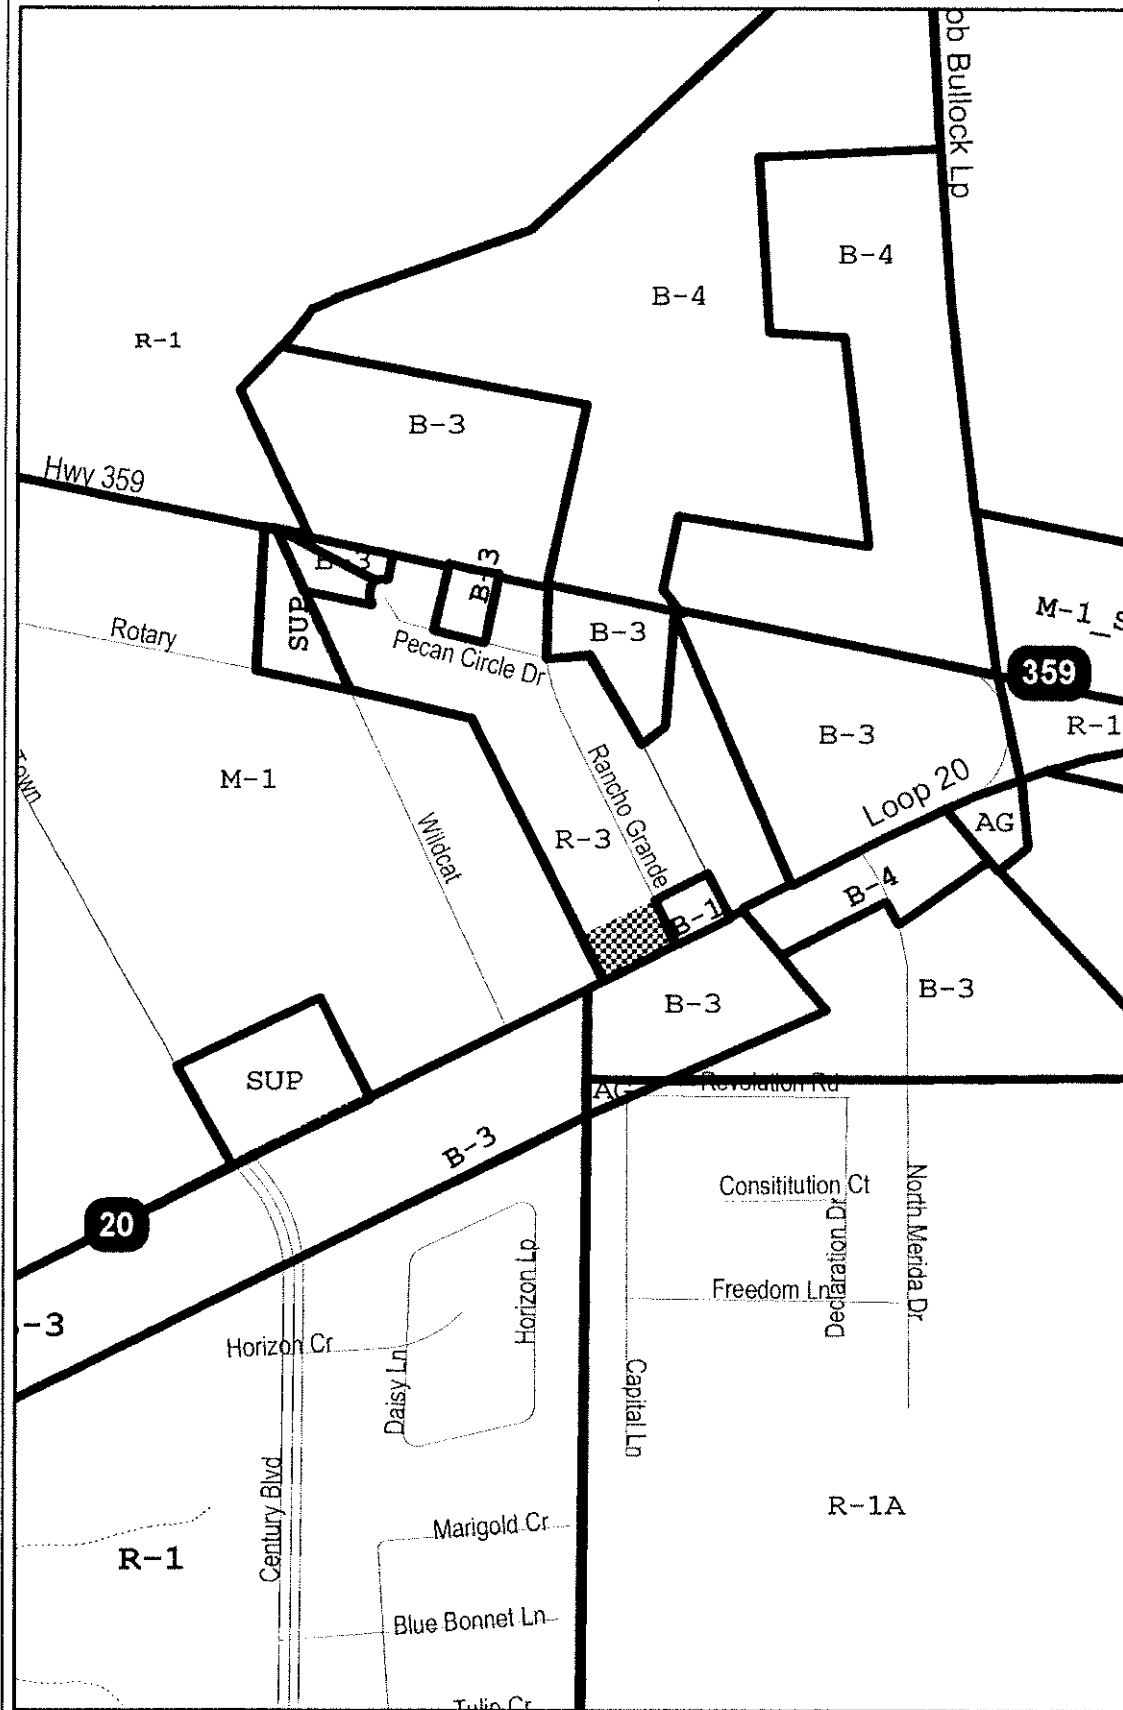 ob Bullock Lp
B-4
B-4
R-1
B-3
Hwy 359
B-3
B-3
SUP
Rotary
Pecan Circle Dr
B-3
M-1_S
359
R-1
B-3
Town
M-1
Wildcat
Rancho Grande
R-3
Loop 20
AG
B-4
B-1
B-3
B-3
SUP
AG
Revolution Rd
B-3
Consititution Ct
North Merida Dr
Declaration Dr
20
Horizon Lp
Freedom Ln
-3
Horizon Cr
Daisy Ln
Capital Ln
Century Blvd
R-1A
Marigold Cr
R-1
Blue Bonnet Ln
Tulip Cr